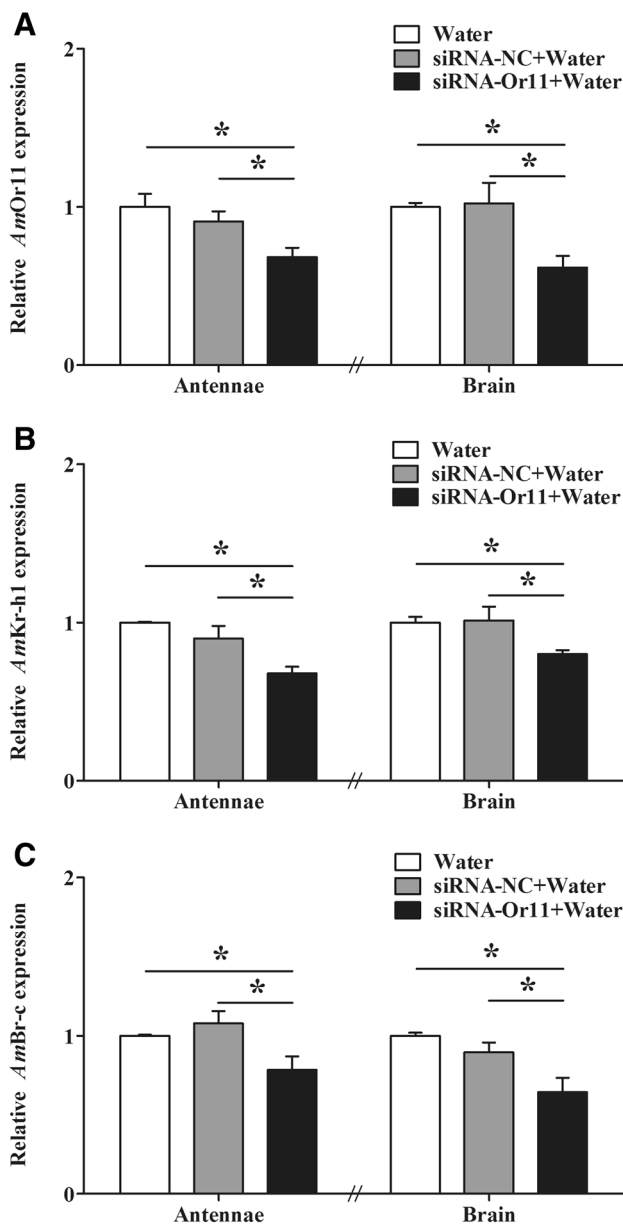 A
Water
siRNA-NC+Water
siRNA-Or11+Water
2
1
0
Relative AmOr11 expression
* * * *
Antennae // Brain
B
Water
siRNA-NC+Water
siRNA-Or11+Water
2
1
0
Relative AmKr-h1 expression
* * * *
Antennae // Brain
C
Water
siRNA-NC+Water
siRNA-Or11+Water
2
1
0
Relative AmBr-c expression
* * * *
Antennae // Brain